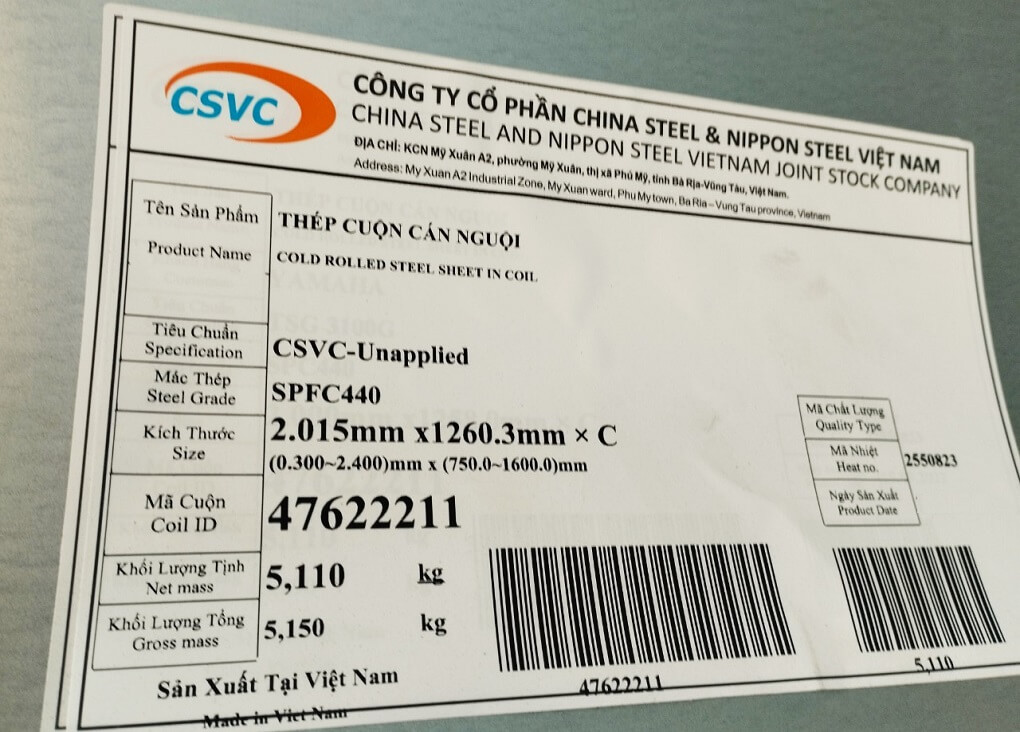 CSVC
CÔNG TY CỔ PHẦN CHINA STEEL & NIPPON STEEL VIỆT NAM
CHINA STEEL AND NIPPON STEEL VIETNAM JOINT STOCK COMPANY
ĐỊA CHỈ: KCN Mỹ Xuân A2, phường Mỹ Xuân, thị xã Phú Mỹ, tỉnh Bà Rịa-Vũng Tàu, Việt Nam.
Address: My Xuan A2 Industrial Zone, My Xuan ward, Phu My town, Ba Ria – Vung Tau province, Vietnam
Tên Sản Phẩm THÉP CUỘN CÁN NGUỘI
Product Name COLD ROLLED STEEL SHEET IN COIL
Tiêu Chuẩn
Specification CSVC-Unapplied
Mác Thép
Steel Grade SPFC440
Kích Thước 2.015mm x1260.3mm × C
Size (0.300~2.400)mm x (750.0~1600.0)mm
Mã Chất Lượng
Quality Type
Mã Nhiệt
Heat no. 2550823
Ngày Sản Xuất
Product Date
Mã Cuộn
Coil ID 47622211
Khối Lượng Tịnh
Net mass 5,110 kg
Khối Lượng Tổng
Gross mass 5,150 kg
47622211
5,110
Sản Xuất Tại Việt Nam
Made in Viet Nam